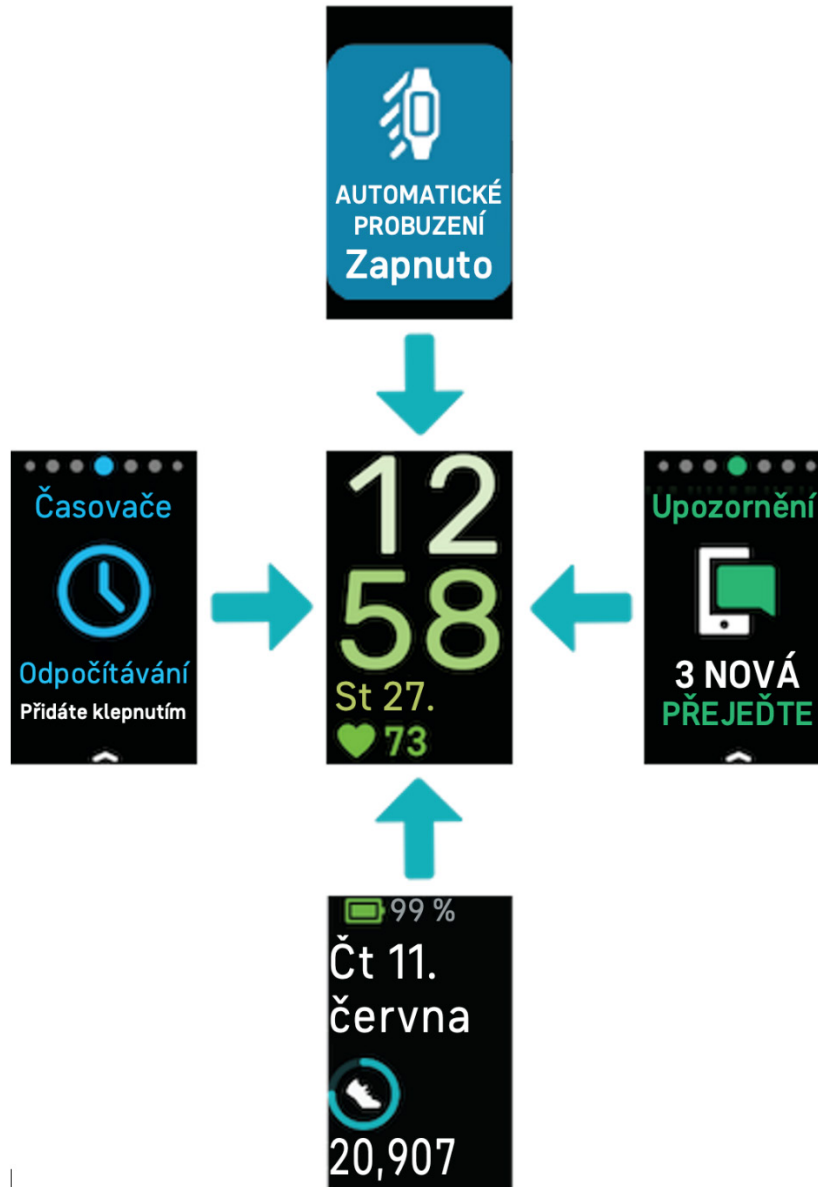 AUTOMATICKÉ
PROBUZENÍ
Zapnuto
Časovače
Odpočítávání
Přidáte klepnutím
12
58
St 27.
73
Upozornění
3 NOVÁ
PŘEJEĎTE
99 %
Čt 11.
června
20,907